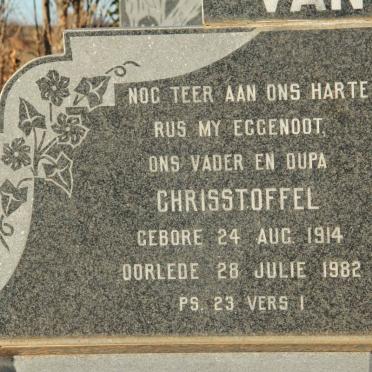 VAN
NOG TEER AAN ONS HARTE
RUS MY EGGENOOT,
ONS VADER EN OUPA
CHRISSTOFFEL
GEBORE 24 AUG. 1914
OORLEDE 28 JULIE 1982
PS. 23 VERS 1